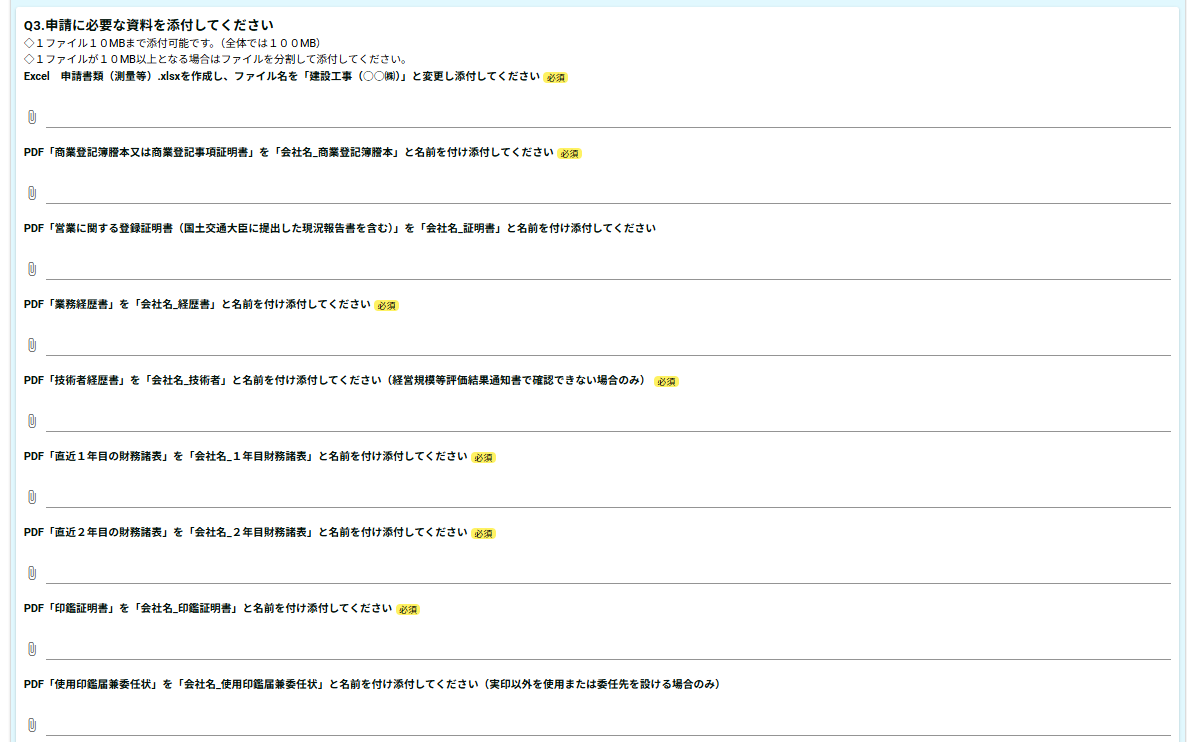 Q3.申請に必要な資料を添付してください
◇１ファイル１０MBまで添付可能です。（全体では１００MB）
◇１ファイルが１０MB以上となる場合はファイルを分割して添付してください。
Excel　申請書類（測量等）.xlsxを作成し、ファイル名を「建設工事（○○㈱）」と変更し添付してください 必須
PDF「商業登記簿謄本又は商業登記事項証明書」を「会社名_商業登記簿謄本」と名前を付け添付してください 必須
PDF「営業に関する登録証明書（国土交通大臣に提出した現況報告書を含む）」を「会社名_証明書」と名前を付け添付してください
PDF「業務経歴書」を「会社名_経歴書」と名前を付け添付してください 必須
PDF「技術者経歴書」を「会社名_技術者」と名前を付け添付してください（経営規模等評価結果通知書で確認できない場合のみ） 必須
PDF「直近１年目の財務諸表」を「会社名_１年目財務諸表」と名前を付け添付してください 必須
PDF「直近２年目の財務諸表」を「会社名_２年目財務諸表」と名前を付け添付してください 必須
PDF「印鑑証明書」を「会社名_印鑑証明書」と名前を付け添付してください 必須
PDF「使用印鑑届兼委任状」を「会社名_使用印鑑届兼委任状」と名前を付け添付してください（実印以外を使用または委任先を設ける場合のみ）